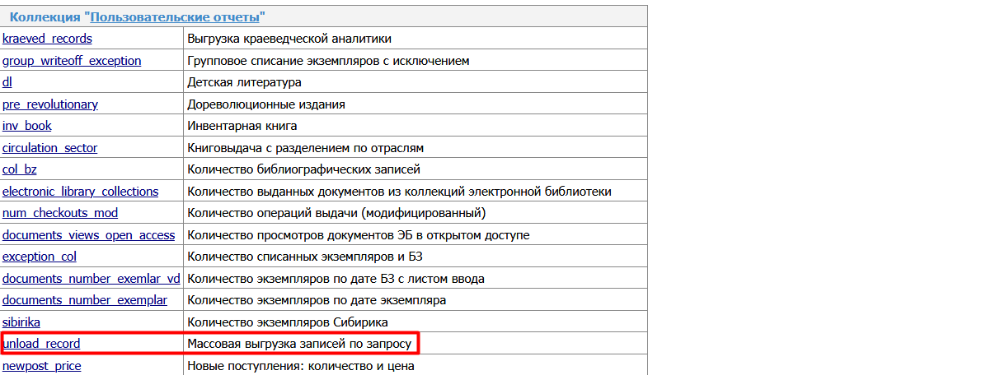 Коллекция "Пользовательские отчеты"
kraeved_records Выгрузка краеведческой аналитики
group_writeoff_exception Групповое списание экземпляров с исключением
dl Детская литература
pre_revolutionary Дореволюционные издания
inv_book Инвентарная книга
circulation_sector Книговыдача с разделением по отраслям
col_bz Количество библиографических записей
electronic_library_collections Количество выданных документов из коллекций электронной библиотеки
num_checkouts_mod Количество операций выдачи (модифицированный)
documents_views_open_access Количество просмотров документов ЭБ в открытом доступе
exception_col Количество списанных экземпляров и БЗ
documents_number_exemlar_vd Количество экземпляров по дате БЗ с листом ввода
documents_number_exemplar Количество экземпляров по дате экземпляра
sibirika Количество экземпляров Сибирика
unload_record Массовая выгрузка записей по запросу
newpost_price Новые поступления: количество и цена